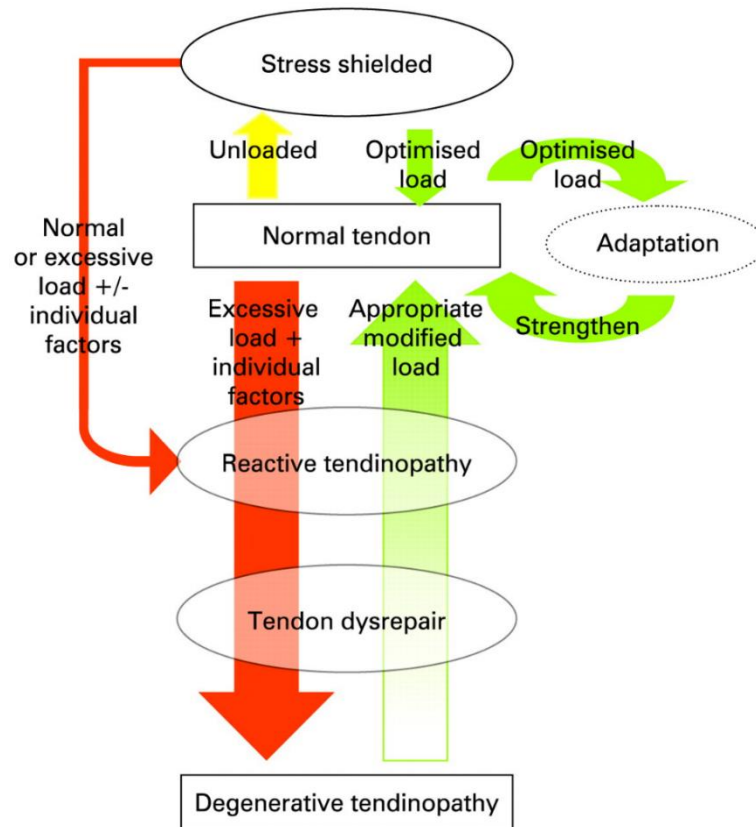 Stress shielded
Unloaded
Optimised
load
Optimised
load
Normal
or excessive
load +/-
individual
factors
Normal tendon
Adaptation
Excessive
load +
individual
factors
Appropriate
modified
load
Strengthen
Reactive tendinopathy
Tendon dysrepair
Degenerative tendinopathy